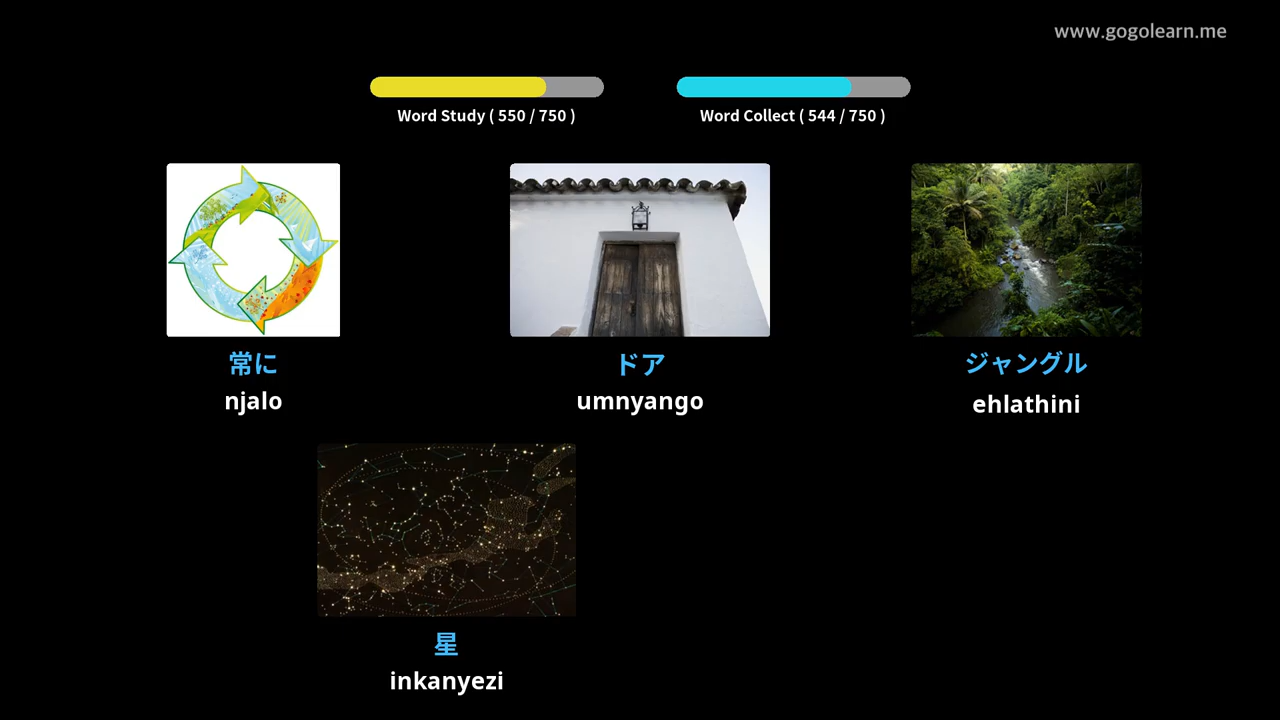 www.gogolearn.me
Word Study ( 550 / 750 )
Word Collect ( 544 / 750 )
常に
njalo
ドア
umnyango
ジャングル
ehlathini
星
inkanyezi